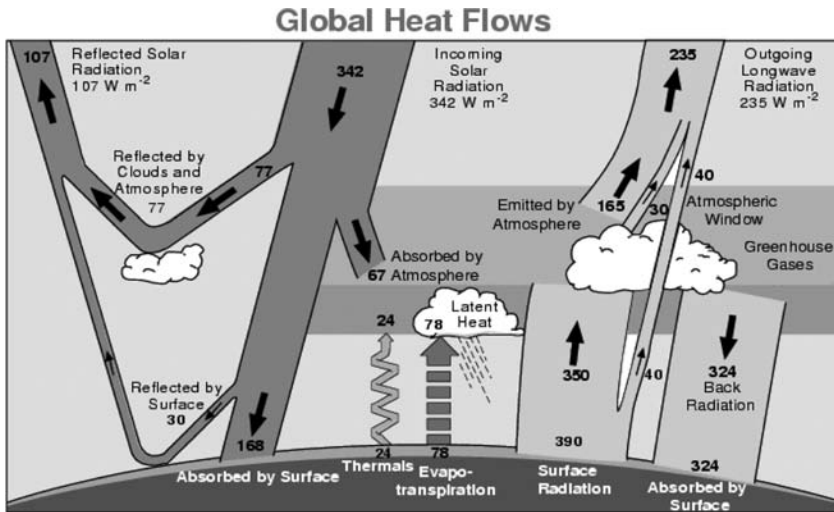 Global Heat Flows
107
Reflected Solar
Radiation
107 W m⁻²
342
Incoming
Solar
Radiation
342 W m⁻²
235
Outgoing
Longwave
Radiation
235 W m⁻²
Reflected by
Clouds and
Atmosphere
77
77
Emitted by
Atmosphere
165
30
40
Atmospheric
Window
Greenhouse
Gases
67
Absorbed by
Atmosphere
24
78
Latent
Heat
350
40
324
Back
Radiation
Reflected by
Surface
30
168
Absorbed by Surface
24
Thermals
78
Evapo-
transpiration
390
Surface
Radiation
324
Absorbed by
Surface